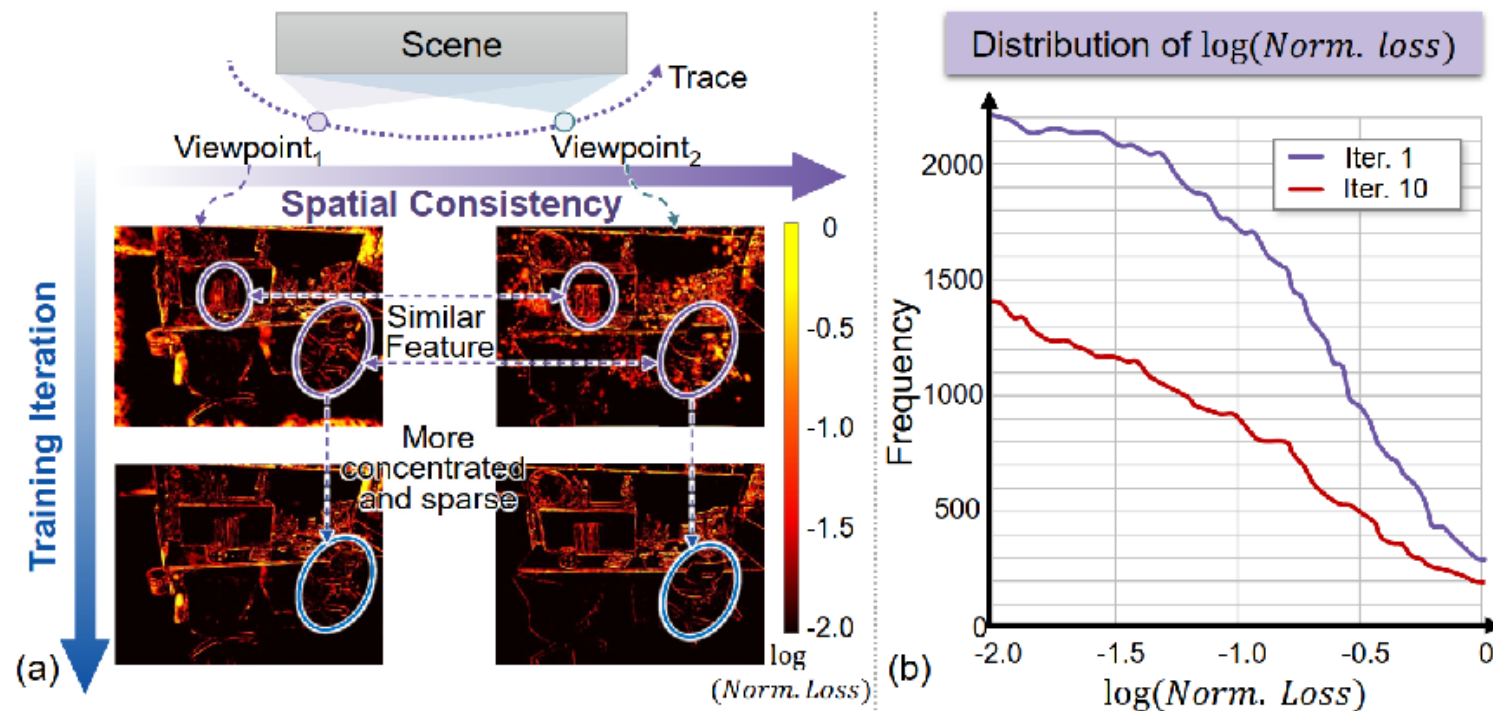 Scene
Trace
Viewpoint1
Viewpoint2
Spatial Consistency
Training Iteration
Similar
Feature
More
concentrated
and sparse
0
-0.5
-1.0
-1.5
-2.0
log
(Norm. Loss)
(a)
Distribution of log(Norm. loss)
Iter. 1
Iter. 10
Frequency
2000
1500
1000
500
0
-2.0
-1.5
-1.0
-0.5
0
log(Norm. Loss)
(b)